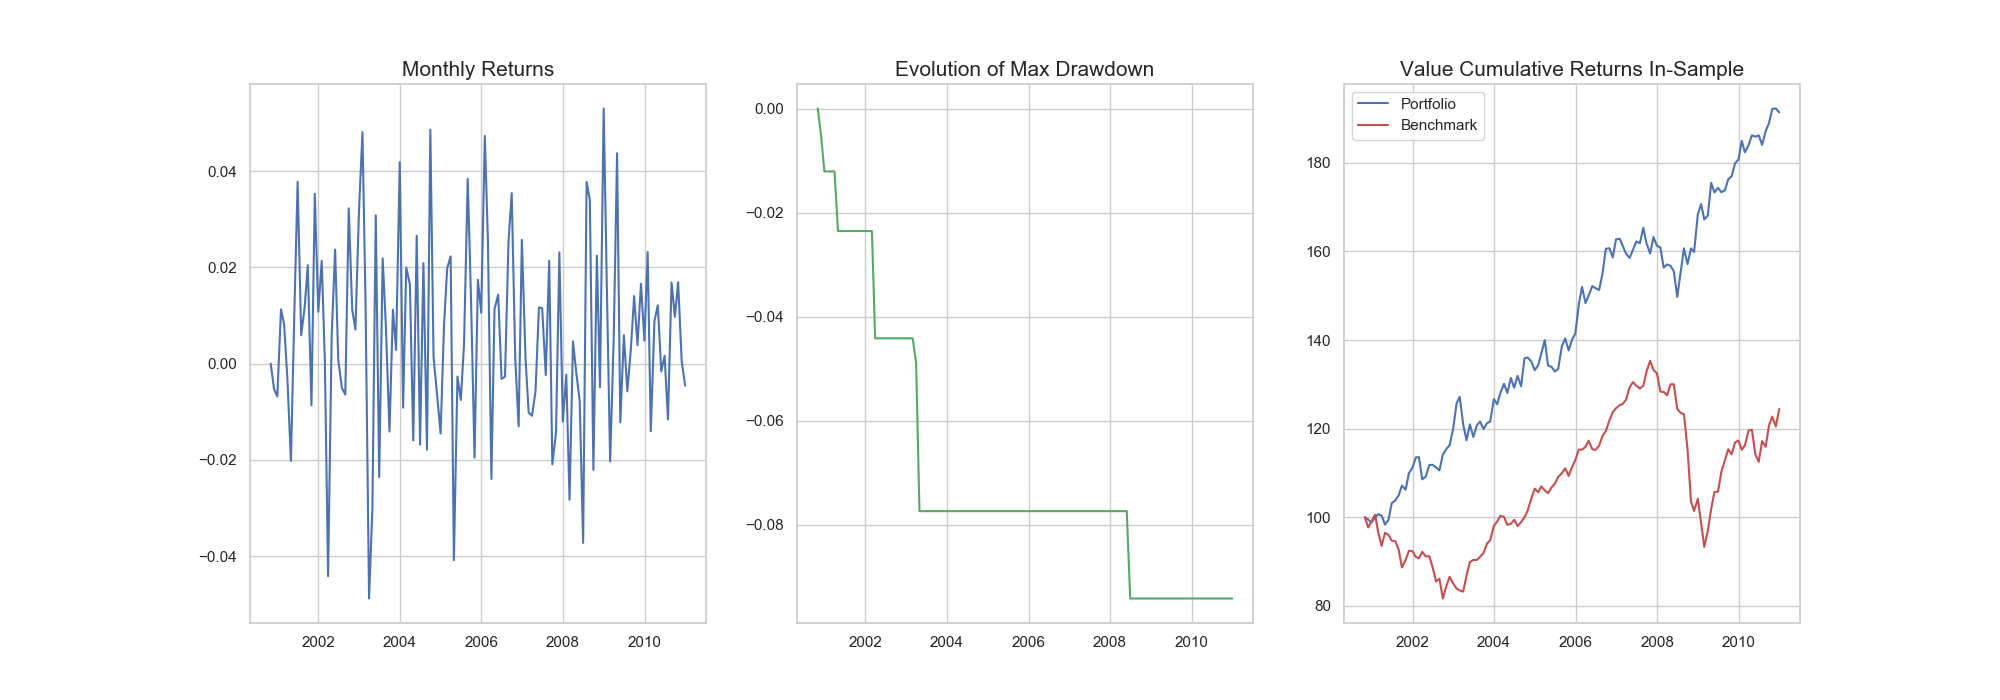 Monthly Returns
0.04
0.02
0.00
−0.02
−0.04
2002 2004 2006 2008 2010
Evolution of Max Drawdown
0.00
−0.02
−0.04
−0.06
−0.08
2002 2004 2006 2008 2010
Value Cumulative Returns In-Sample
Portfolio
Benchmark
180
160
140
120
100
80
2002 2004 2006 2008 2010